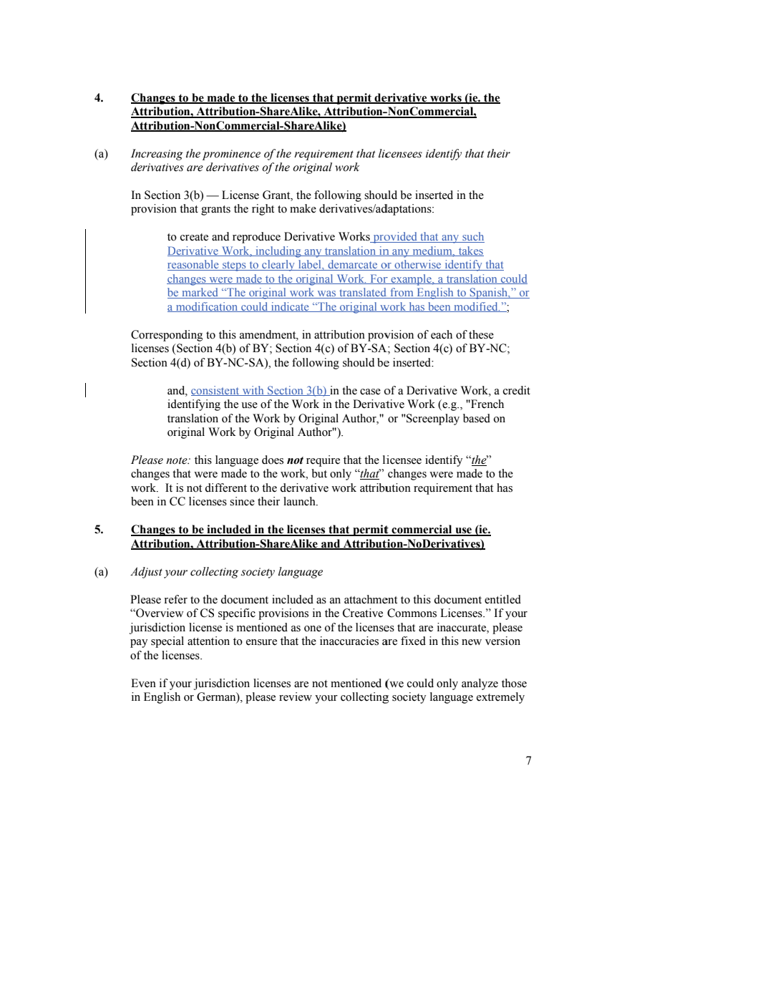 4. Changes to be made to the licenses that permit derivative works (ie. the
Attribution, Attribution-ShareAlike, Attribution-NonCommercial,
Attribution-NonCommercial-ShareAlike)
(a) Increasing the prominence of the requirement that licensees identify that their
derivatives are derivatives of the original work
In Section 3(b) — License Grant, the following should be inserted in the
provision that grants the right to make derivatives/adaptations:
to create and reproduce Derivative Works provided that any such
Derivative Work, including any translation in any medium, takes
reasonable steps to clearly label, demarcate or otherwise identify that
changes were made to the original Work. For example, a translation could
be marked “The original work was translated from English to Spanish,” or
a modification could indicate “The original work has been modified.”;
Corresponding to this amendment, in attribution provision of each of these
licenses (Section 4(b) of BY; Section 4(c) of BY-SA; Section 4(c) of BY-NC;
Section 4(d) of BY-NC-SA), the following should be inserted:
and, consistent with Section 3(b) in the case of a Derivative Work, a credit
identifying the use of the Work in the Derivative Work (e.g., "French
translation of the Work by Original Author," or "Screenplay based on
original Work by Original Author").
Please note: this language does not require that the licensee identify “the”
changes that were made to the work, but only “that” changes were made to the
work.  It is not different to the derivative work attribution requirement that has
been in CC licenses since their launch.
5. Changes to be included in the licenses that permit commercial use (ie.
Attribution, Attribution-ShareAlike and Attribution-NoDerivatives)
(a) Adjust your collecting society language
Please refer to the document included as an attachment to this document entitled
“Overview of CS specific provisions in the Creative Commons Licenses.” If your
jurisdiction license is mentioned as one of the licenses that are inaccurate, please
pay special attention to ensure that the inaccuracies are fixed in this new version
of the licenses.
Even if your jurisdiction licenses are not mentioned (we could only analyze those
in English or German), please review your collecting society language extremely
7